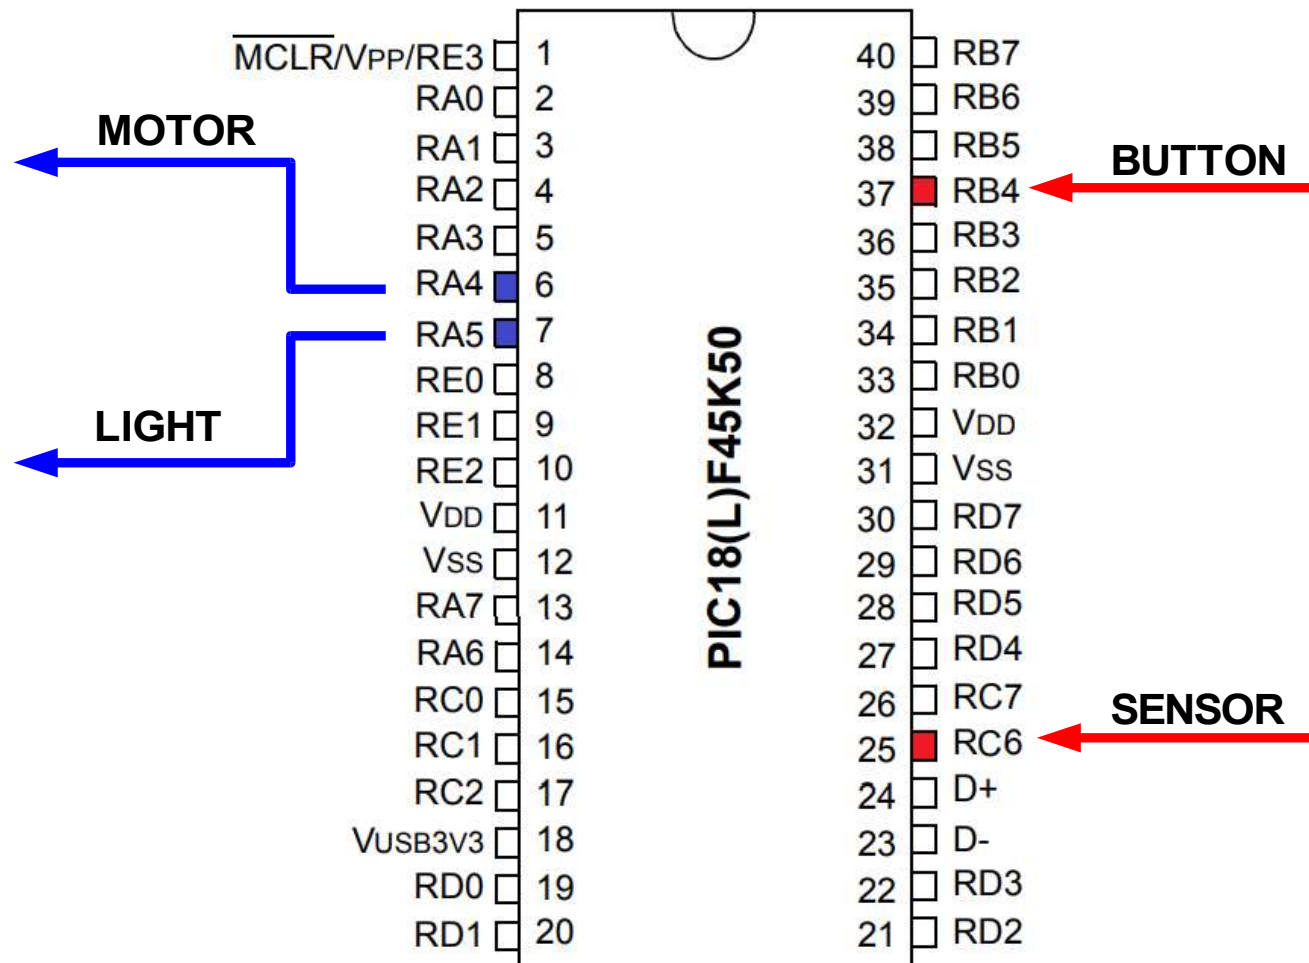 MCLR/VPP/RE3 1
RA0 2
RA1 3
RA2 4
RA3 5
RA4 6
RA5 7
RE0 8
RE1 9
RE2 10
VDD 11
VSS 12
RA7 13
RA6 14
RC0 15
RC1 16
RC2 17
VUSB3V3 18
RD0 19
RD1 20
MOTOR
LIGHT
PIC18(L)F45K50
40 RB7
39 RB6
38 RB5
37 RB4
36 RB3
35 RB2
34 RB1
33 RB0
32 VDD
31 VSS
30 RD7
29 RD6
28 RD5
27 RD4
26 RC7
25 RC6
24 D+
23 D-
22 RD3
21 RD2
BUTTON
SENSOR